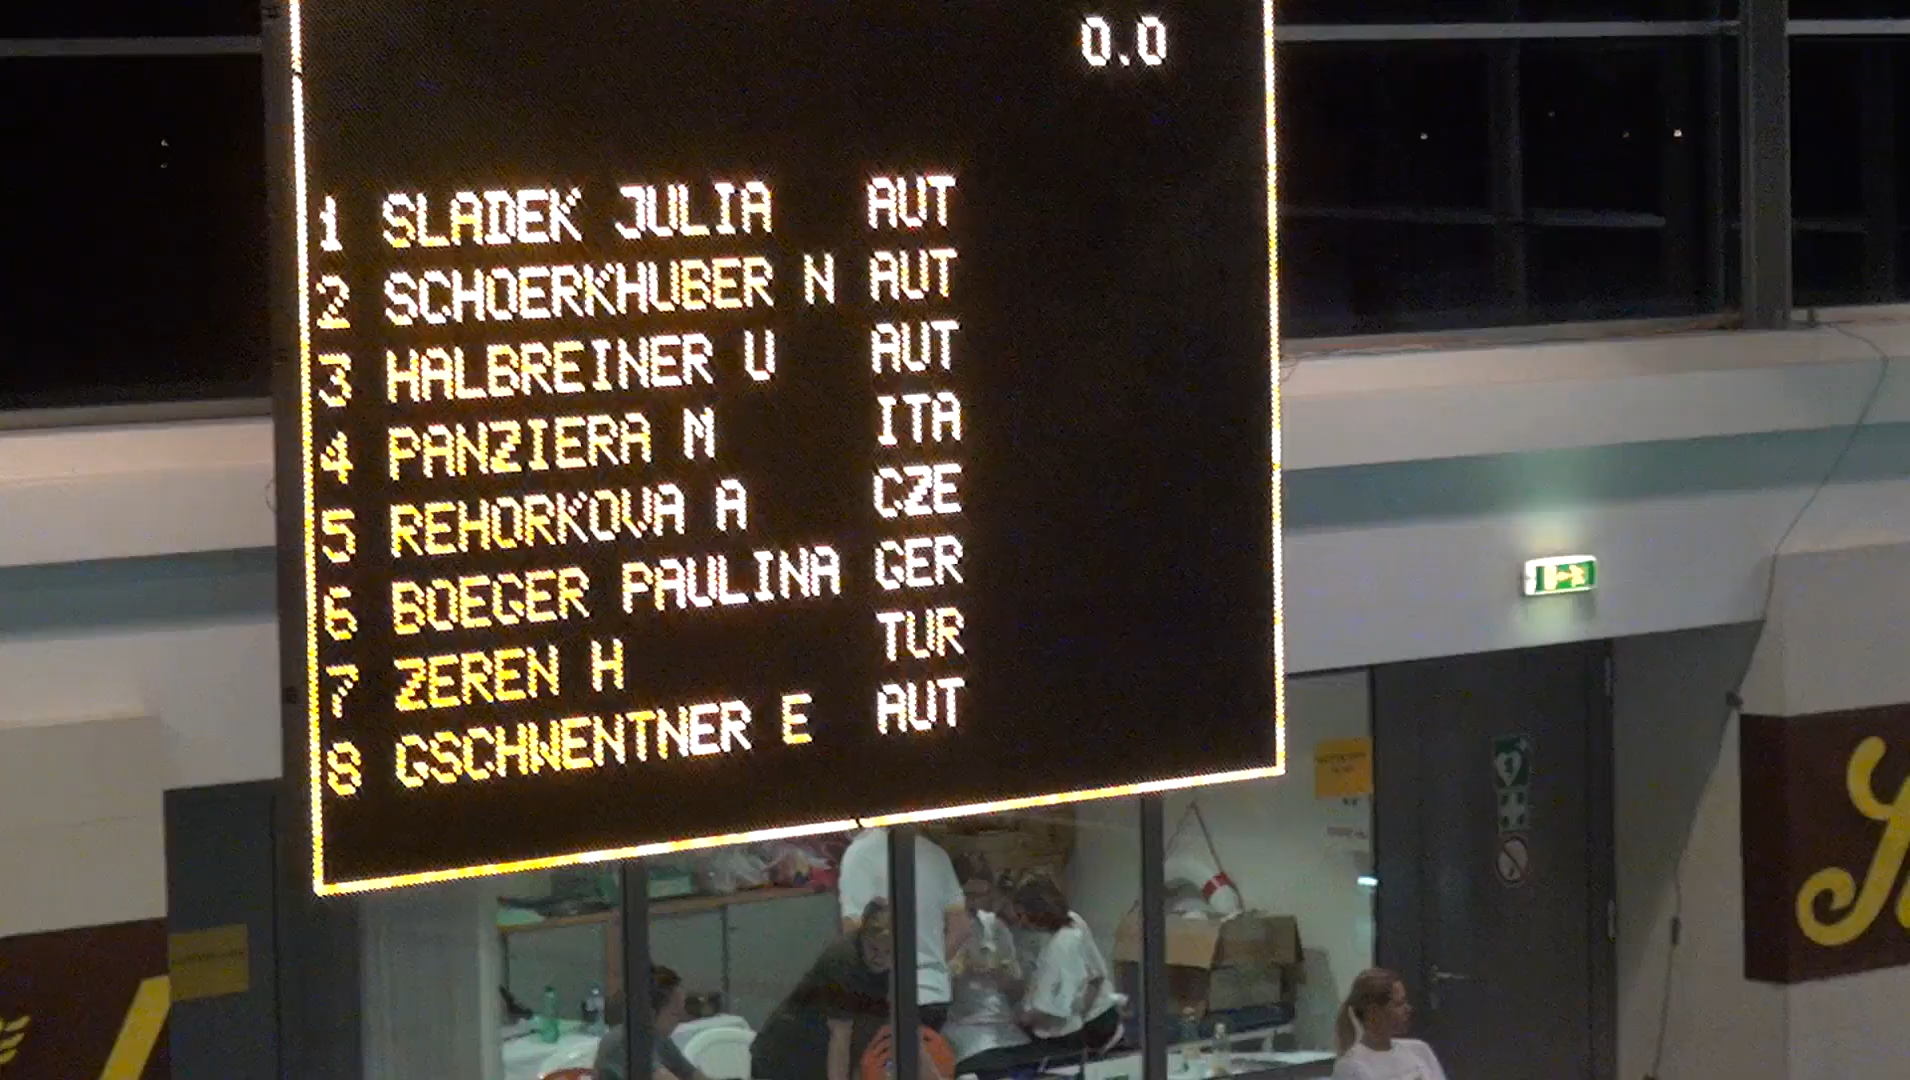 0.0
1 SLADEK JULIA AUT
2 SCHOERKHUBER N AUT
3 HALBREINER U AUT
4 PANZIERA M ITA
5 REHORKOVA A CZE
6 BOEGER PAULINA GER
7 ZEREN H TUR
8 GSCHWENTNER E AUT